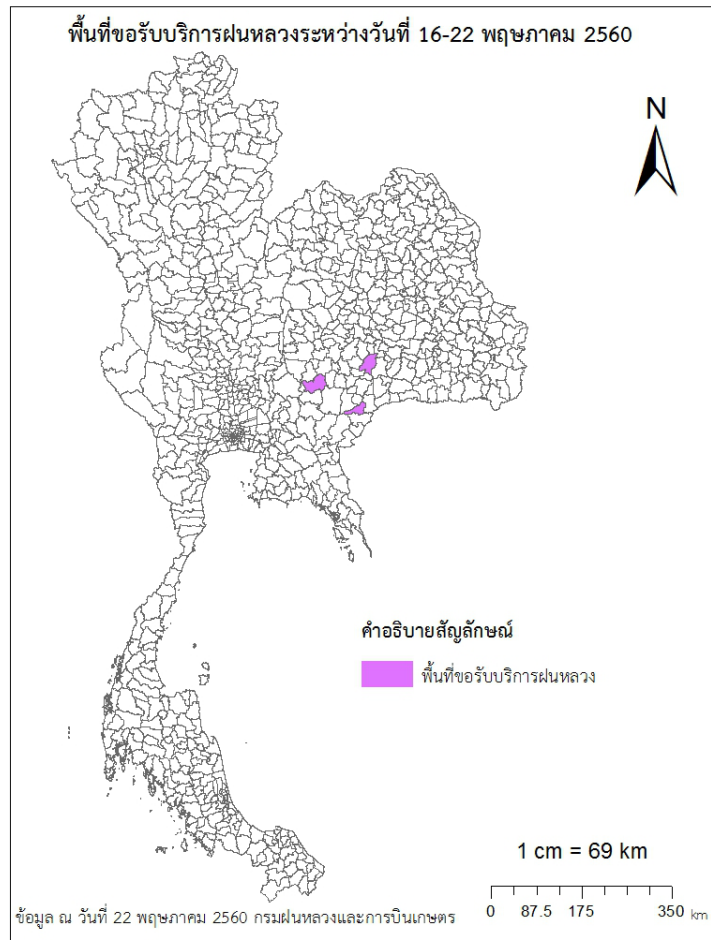 พื้นที่ขอรับบริการฝนหลวงระหว่างวันที่ 16-22 พฤษภาคม 2560
N
คำอธิบายสัญลักษณ์
พื้นที่ขอรับบริการฝนหลวง
1 cm = 69 km
0 87.5 175 350 km
ข้อมูล ณ วันที่ 22 พฤษภาคม 2560 กรมฝนหลวงและการบินเกษตร